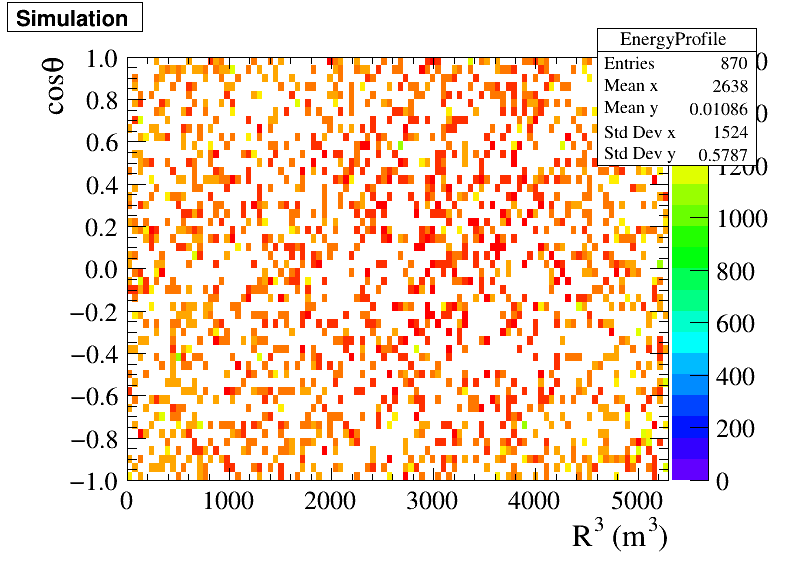 Simulation
EnergyProfile
Entries 870
Mean x 2638
Mean y 0.01086
Std Dev x 1524
Std Dev y 0.5787
cosθ
1.0
0.8
0.6
0.4
0.2
0.0
−0.2
−0.4
−0.6
−0.8
−1.0
0 1000 2000 3000 4000 5000
R³ (m³)
1200
1000
800
600
400
200
0